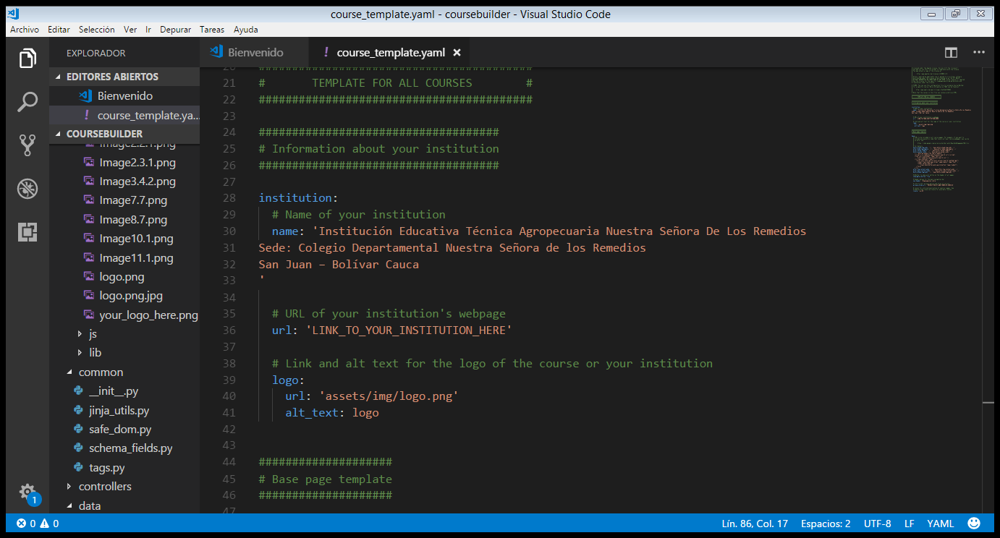 course_template.yaml - coursebuilder - Visual Studio Code
Archivo Editar Selección Ver Ir Depurar Tareas Ayuda
EXPLORADOR
EDITORES ABIERTOS
Bienvenido
course_template.ya...
COURSEBUILDER
Image2.2.1.png
Image2.3.1.png
Image3.4.2.png
Image7.7.png
Image8.7.png
Image10.1.png
Image11.1.png
logo.png
logo.png.jpg
your_logo_here.png
js
lib
common
__init__.py
jinja_utils.py
safe_dom.py
schema_fields.py
tags.py
controllers
data
1
Bienvenido
! course_template.yaml ×
20 #########################################
21 #       TEMPLATE FOR ALL COURSES        #
22 #########################################
23
24 ####################################
25 # Information about your institution
26 ####################################
27
28 institution:
29   # Name of your institution
30   name: 'Institución Educativa Técnica Agropecuaria Nuestra Señora De Los Remedios
31 Sede: Colegio Departamental Nuestra Señora de los Remedios
32 San Juan – Bolívar Cauca
33 '
34
35   # URL of your institution's webpage
36   url: 'LINK_TO_YOUR_INSTITUTION_HERE'
37
38   # Link and alt text for the logo of the course or your institution
39   logo:
40     url: 'assets/img/logo.png'
41     alt_text: logo
42
43
44 ####################
45 # Base page template
46 ####################
47
0 0
Lín. 86, Col. 17 Espacios: 2 UTF-8 LF YAML